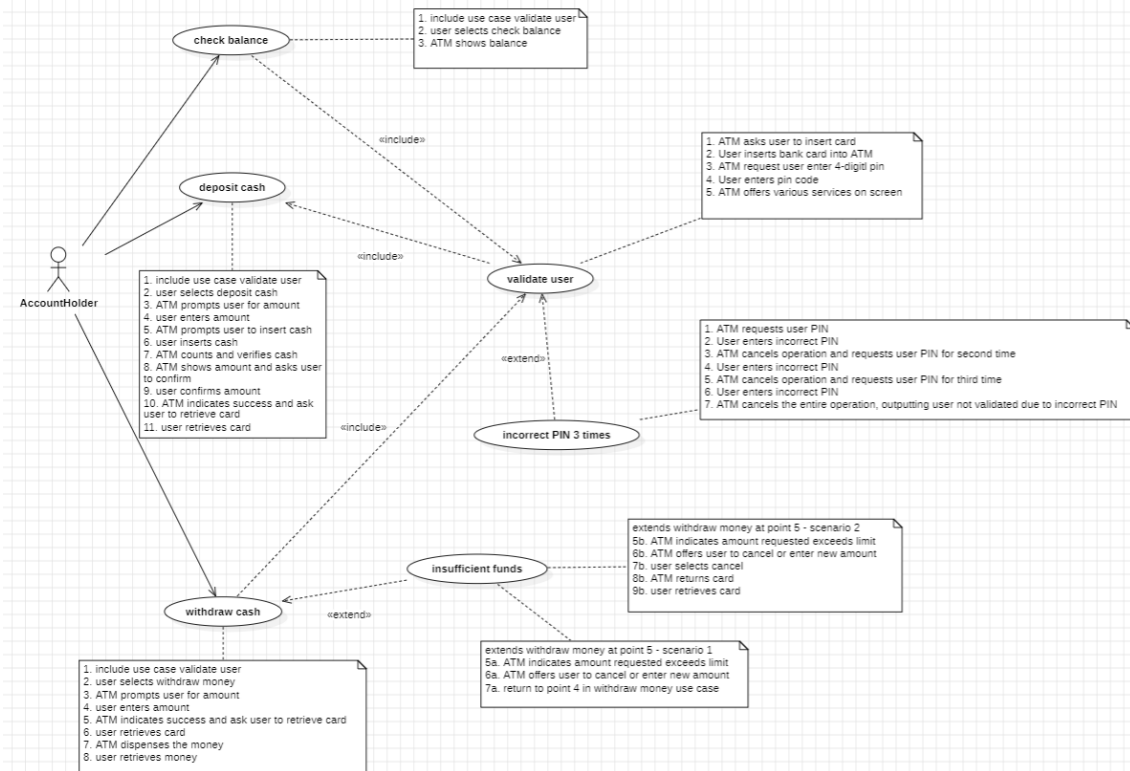 check balance
1. include use case validate user
2. user selects check balance
3. ATM shows balance
«include»
1. ATM asks user to insert card
2. User inserts bank card into ATM
3. ATM request user enter 4-digitl pin
4. User enters pin code
5. ATM offers various services on screen
deposit cash
«include»
validate user
AccountHolder
1. include use case validate user
2. user selects deposit cash
3. ATM prompts user for amount
4. user enters amount
5. ATM prompts user to insert cash
6. user inserts cash
7. ATM counts and verifies cash
8. ATM shows amount and asks user
to confirm
9. user confirms amount
10. ATM indicates success and ask
user to retrieve card
11. user retrieves card
1. ATM requests user PIN
2. User enters incorrect PIN
3. ATM cancels operation and requests user PIN for second time
4. User enters incorrect PIN
5. ATM cancels operation and requests user PIN for third time
6. User enters incorrect PIN
7. ATM cancels the entire operation, outputting user not validated due to incorrect PIN
«extend»
«include»
incorrect PIN 3 times
extends withdraw money at point 5 - scenario 2
5b. ATM indicates amount requested exceeds limit
6b. ATM offers user to cancel or enter new amount
7b. user selects cancel
8b. ATM returns card
9b. user retrieves card
insufficient funds
withdraw cash
«extend»
extends withdraw money at point 5 - scenario 1
5a. ATM indicates amount requested exceeds limit
6a. ATM offers user to cancel or enter new amount
7a. return to point 4 in withdraw money use case
1. include use case validate user
2. user selects withdraw money
3. ATM prompts user for amount
4. user enters amount
5. ATM indicates success and ask user to retrieve card
6. user retrieves card
7. ATM dispenses the money
8. user retrieves money